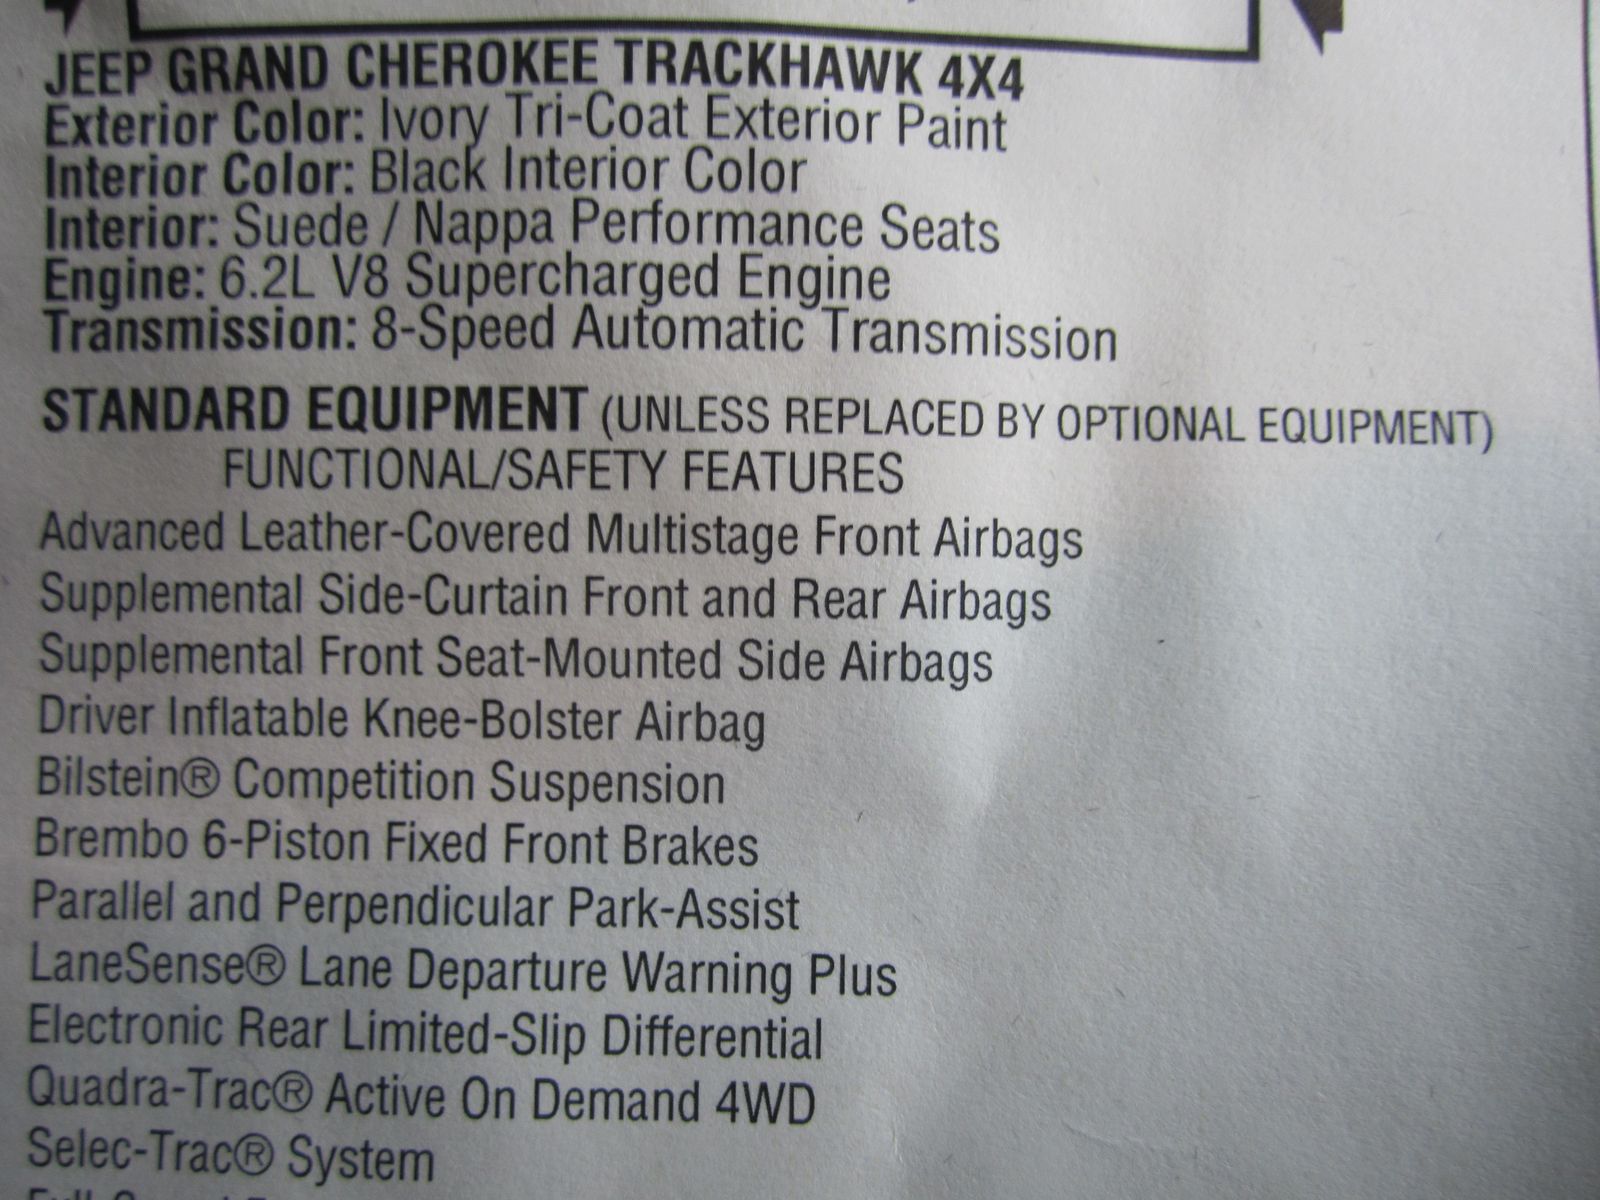 JEEP GRAND CHEROKEE TRACKHAWK 4X4
Exterior Color: Ivory Tri-Coat Exterior Paint
Interior Color: Black Interior Color
Interior: Suede / Nappa Performance Seats
Engine: 6.2L V8 Supercharged Engine
Transmission: 8-Speed Automatic Transmission
STANDARD EQUIPMENT (UNLESS REPLACED BY OPTIONAL EQUIPMENT)
FUNCTIONAL/SAFETY FEATURES
Advanced Leather-Covered Multistage Front Airbags
Supplemental Side-Curtain Front and Rear Airbags
Supplemental Front Seat-Mounted Side Airbags
Driver Inflatable Knee-Bolster Airbag
Bilstein® Competition Suspension
Brembo 6-Piston Fixed Front Brakes
Parallel and Perpendicular Park-Assist
LaneSense® Lane Departure Warning Plus
Electronic Rear Limited-Slip Differential
Quadra-Trac® Active On Demand 4WD
Selec-Trac® System